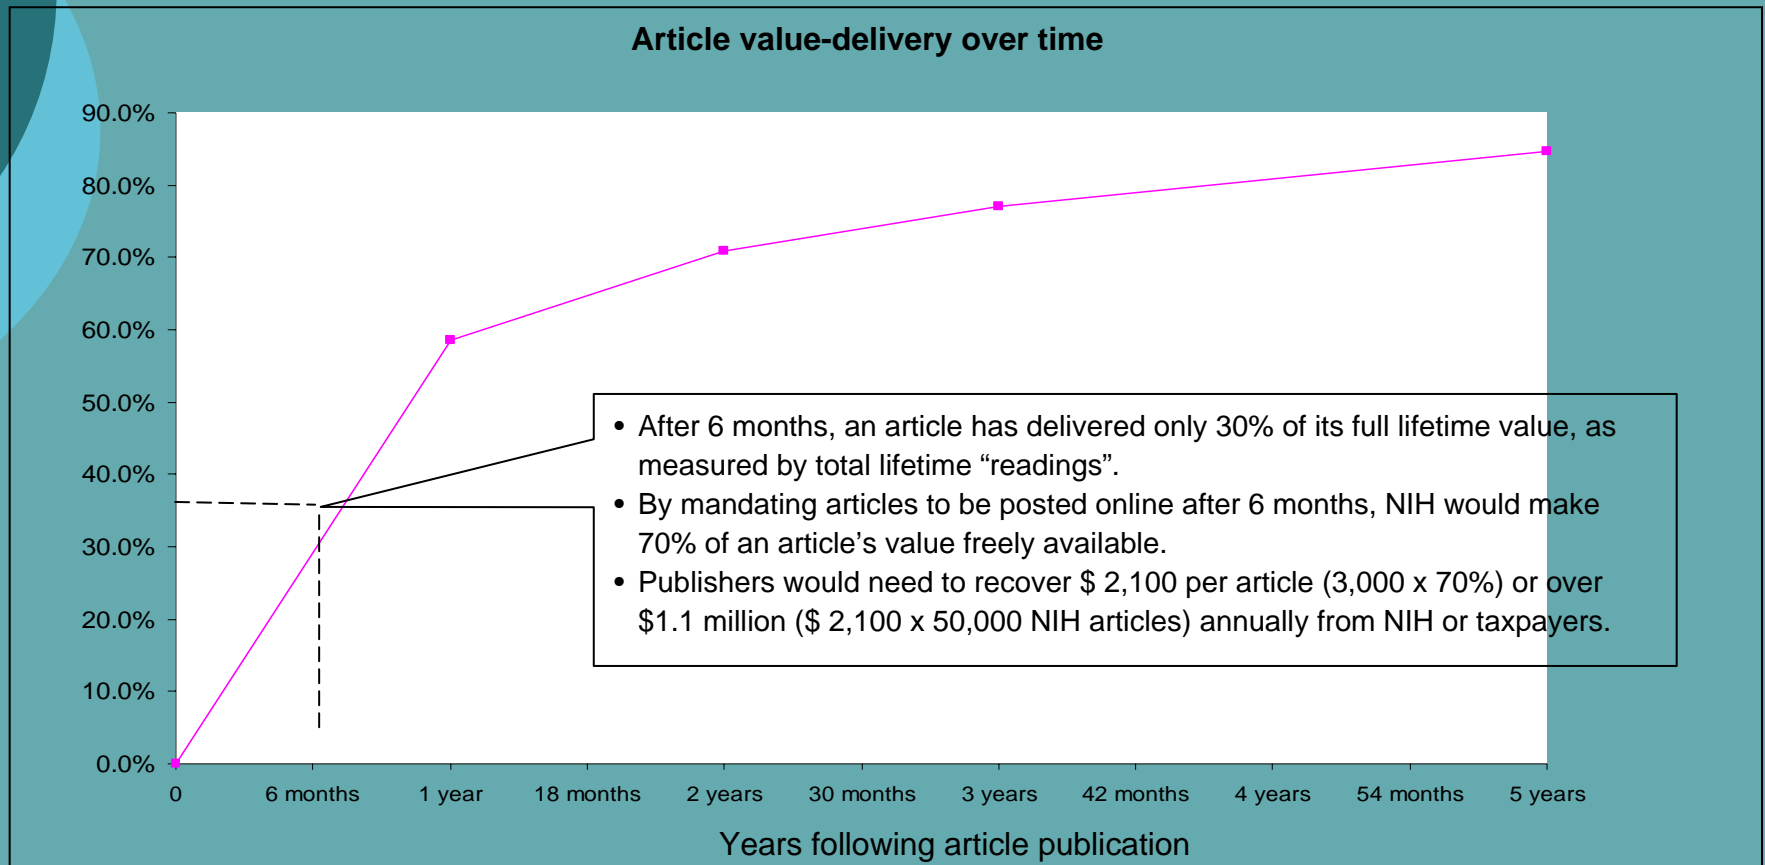 Article value-delivery over time
90.0%
80.0%
70.0%
60.0%
50.0%
40.0%
30.0%
20.0%
10.0%
0.0%
• After 6 months, an article has delivered only 30% of its full lifetime value, as
measured by total lifetime “readings”.
• By mandating articles to be posted online after 6 months, NIH would make
70% of an article’s value freely available.
• Publishers would need to recover $ 2,100 per article (3,000 x 70%) or over
$1.1 million ($ 2,100 x 50,000 NIH articles) annually from NIH or taxpayers.
0 6 months 1 year 18 months 2 years 30 months 3 years 42 months 4 years 54 months 5 years
Years following article publication